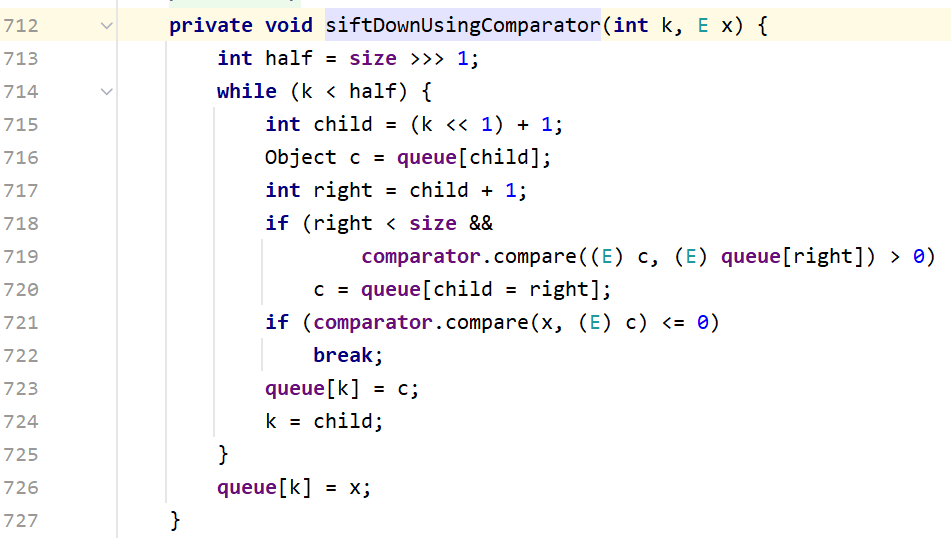 712 private void siftDownUsingComparator(int k, E x) {
713 int half = size >>> 1;
714 while (k < half) {
715 int child = (k << 1) + 1;
716 Object c = queue[child];
717 int right = child + 1;
718 if (right < size &&
719 comparator.compare((E) c, (E) queue[right]) > 0)
720 c = queue[child = right];
721 if (comparator.compare(x, (E) c) <= 0)
722 break;
723 queue[k] = c;
724 k = child;
725 }
726 queue[k] = x;
727 }